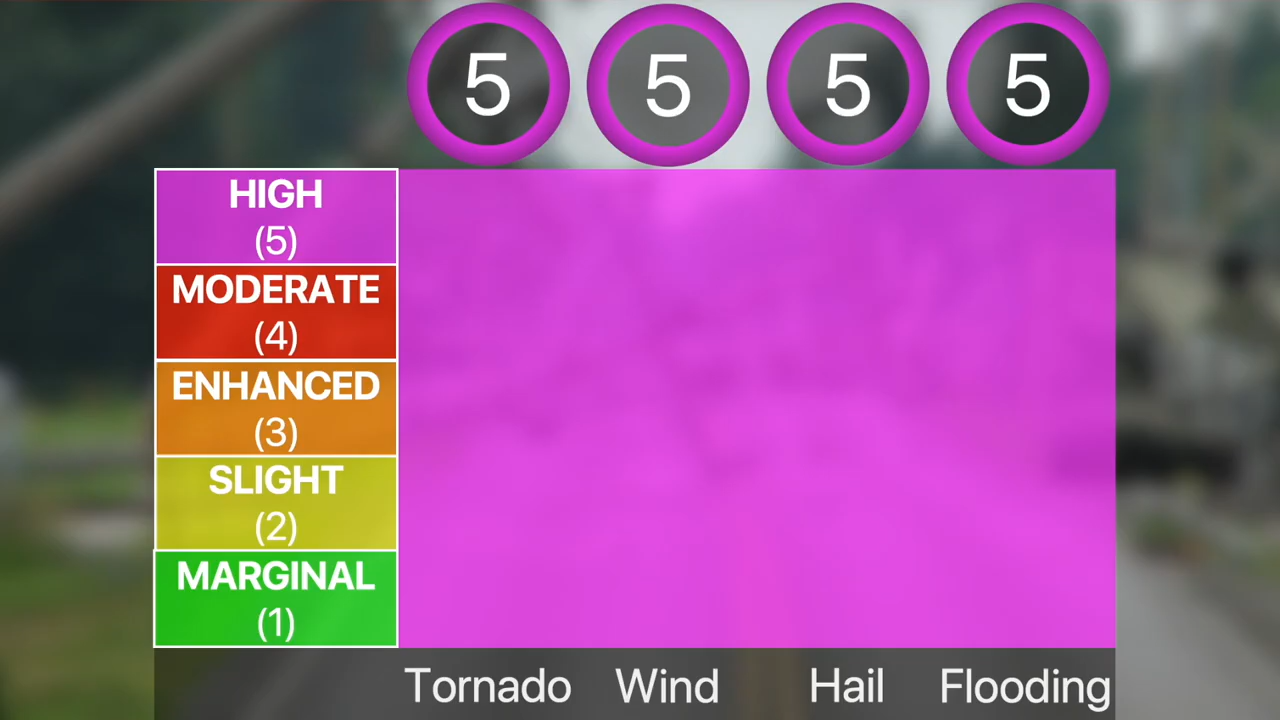 5 5 5 5
HIGH
(5)
MODERATE
(4)
ENHANCED
(3)
SLIGHT
(2)
MARGINAL
(1)
Tornado Wind Hail Flooding